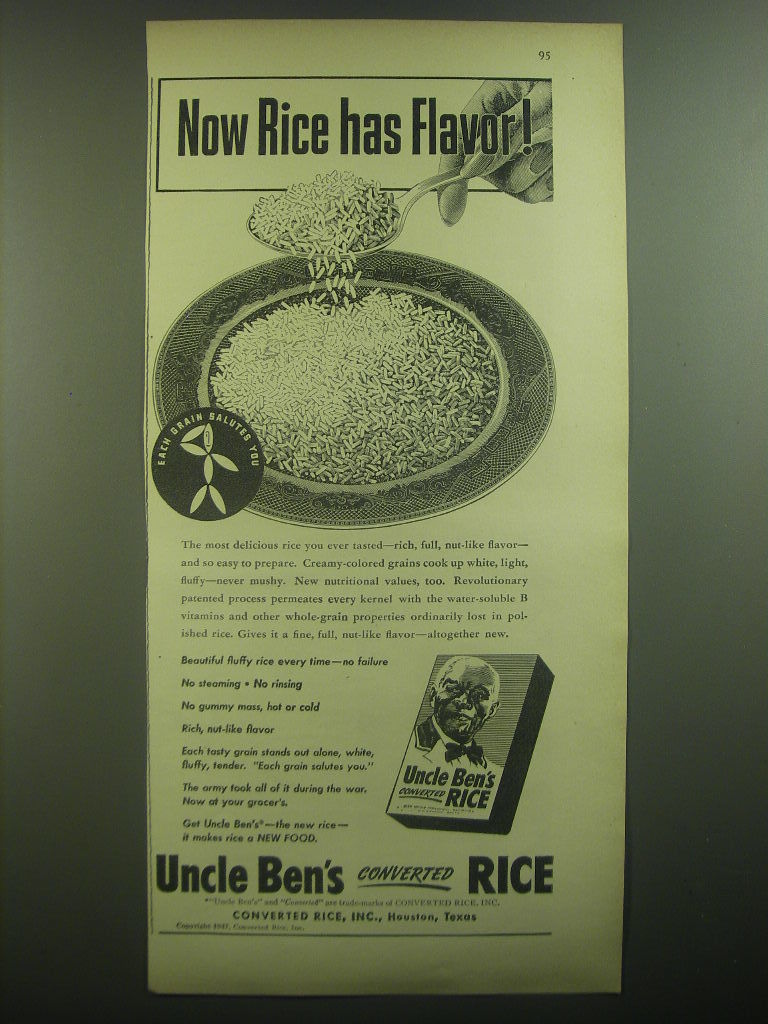 95
Now Rice has Flavor!
EACH GRAIN SALUTES YOU
The most delicious rice you ever tasted—rich, full, nut-like flavor—
and so easy to prepare. Creamy-colored grains cook up white, light,
fluffy—never mushy. New nutritional values, too. Revolutionary
patented process permeates every kernel with the water-soluble B
vitamins and other whole-grain properties ordinarily lost in pol-
ished rice. Gives it a fine, full, nut-like flavor—altogether new.
Beautiful fluffy rice every time—no failure
No steaming • No rinsing
No gummy mass, hot or cold
Rich, nut-like flavor
Each tasty grain stands out alone, white,
fluffy, tender. "Each grain salutes you."
The army took all of it during the war.
Now at your grocer's.
Get Uncle Ben's*—the new rice—
it makes rice a NEW FOOD.
Uncle Ben's
CONVERTED RICE
Uncle Ben's CONVERTED RICE
*"Uncle Ben's" and "Converted" are trade-marks of CONVERTED RICE, INC.
CONVERTED RICE, INC., Houston, Texas
Copyright 1947, Converted Rice, Inc.